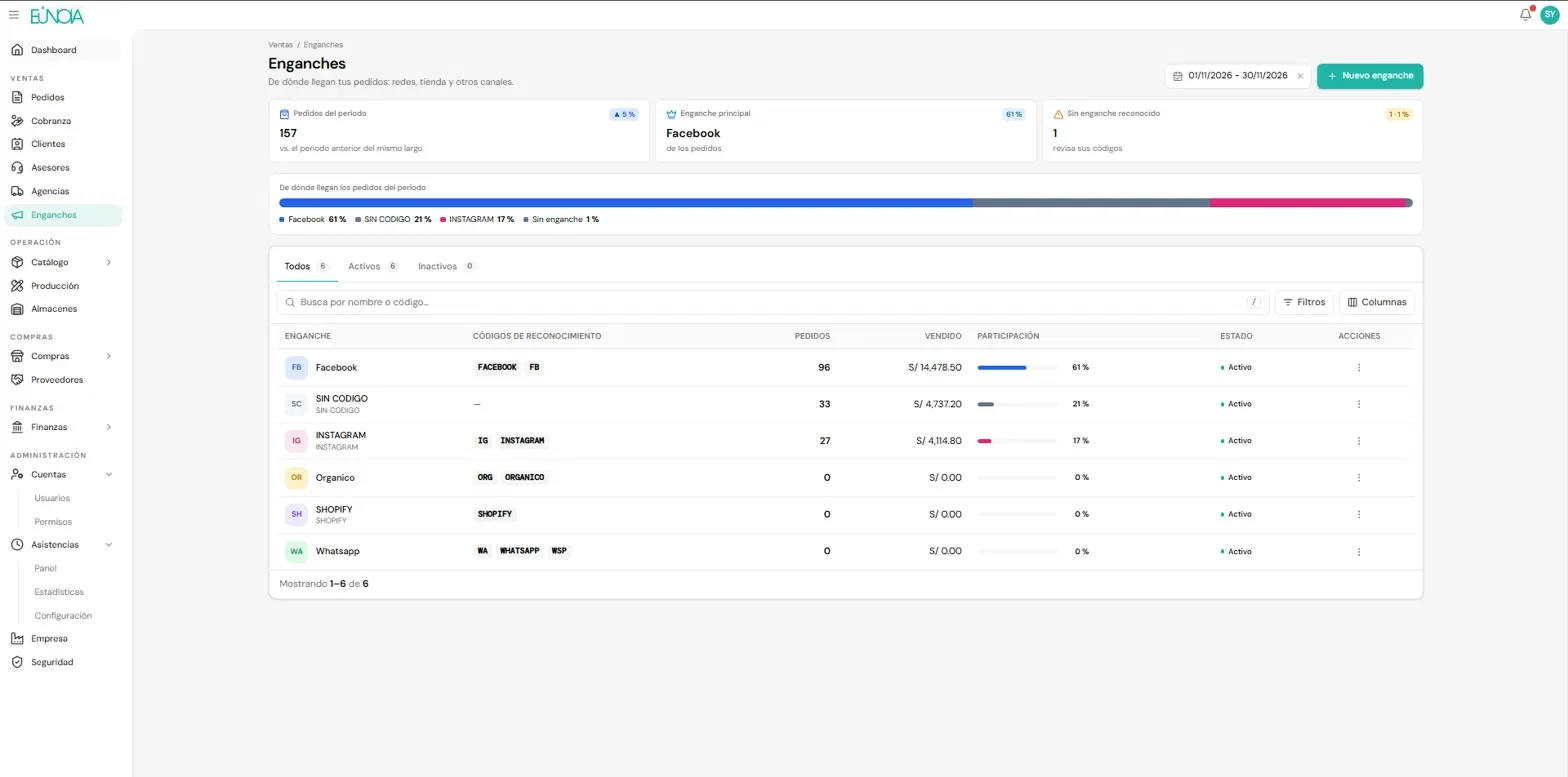 EUNOIA
SY
Dashboard
VENTAS
Pedidos
Cobranza
Clientes
Asesores
Agencias
Enganches
OPERACIÓN
Catálogo
Producción
Almacenes
COMPRAS
Compras
Proveedores
FINANZAS
Finanzas
ADMINISTRACIÓN
Cuentas
Usuarios
Permisos
Asistencias
Panel
Estadísticas
Configuración
Empresa
Seguridad
Ventas / Enganches
Enganches
De dónde llegan tus pedidos: redes, tienda y otros canales.
01/11/2026 - 30/11/2026 ×
+ Nuevo enganche
Pedidos del periodo ▲ 5 %
157
vs. el periodo anterior del mismo largo
Enganche principal 61 %
Facebook
de los pedidos
Sin enganche reconocido 1 · 1 %
1
revisa sus códigos
De dónde llegan los pedidos del periodo
Facebook 61 % SIN CODIGO 21 % INSTAGRAM 17 % Sin enganche 1 %
Todos 6 Activos 6 Inactivos 0
Busca por nombre o código... / Filtros Columnas
ENGANCHE CÓDIGOS DE RECONOCIMIENTO PEDIDOS VENDIDO PARTICIPACIÓN ESTADO ACCIONES
FB Facebook FACEBOOK FB 96 S/ 14,478.50 61 % Activo
SC SIN CODIGO — 33 S/ 4,737.20 21 % Activo
SIN CODIGO
IG INSTAGRAM IG INSTAGRAM 27 S/ 4,114.80 17 % Activo
INSTAGRAM
OR Organico ORG ORGANICO 0 S/ 0.00 0 % Activo
SH SHOPIFY SHOPIFY 0 S/ 0.00 0 % Activo
SHOPIFY
WA Whatsapp WA WHATSAPP WSP 0 S/ 0.00 0 % Activo
Mostrando 1–6 de 6